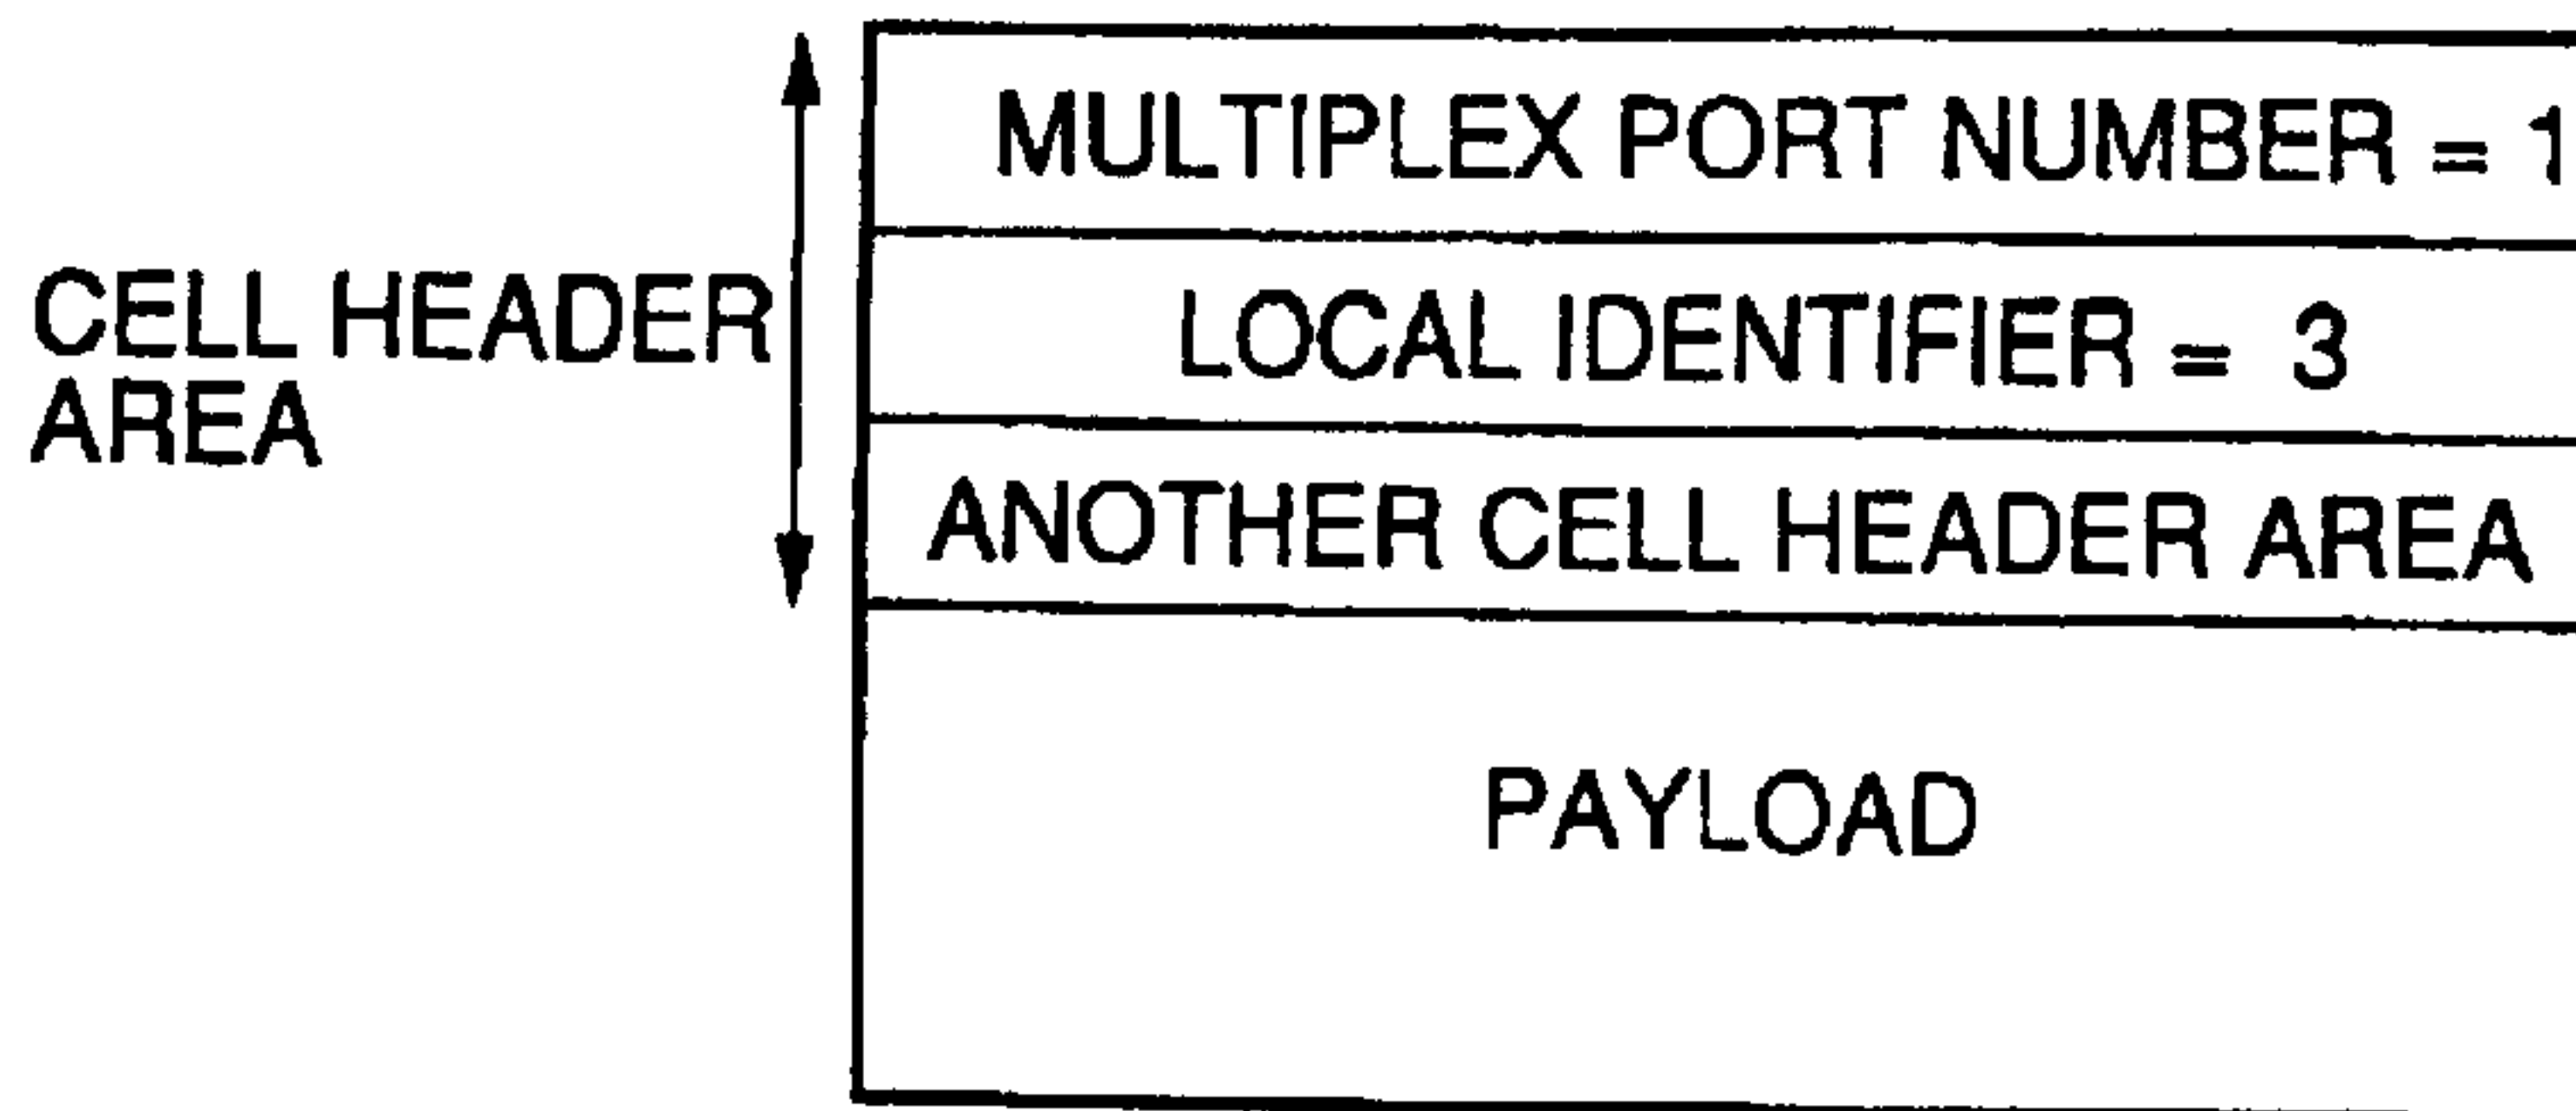 MULTIPLEX PORT NUMBER = 1
CELL HEADER
AREA
LOCAL IDENTIFIER = 3
ANOTHER CELL HEADER AREA
PAYLOAD